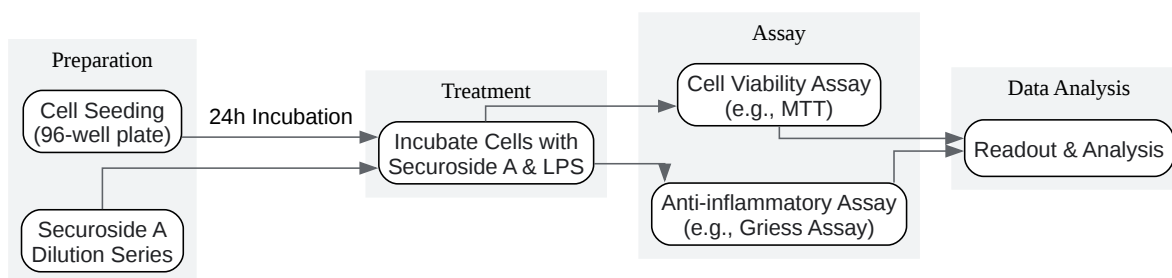 Preparation
Cell Seeding
(96-well plate)
Securoside A
Dilution Series
24h Incubation
Treatment
Incubate Cells with
Securoside A & LPS
Assay
Cell Viability Assay
(e.g., MTT)
Anti-inflammatory Assay
(e.g., Griess Assay)
Data Analysis
Readout & Analysis